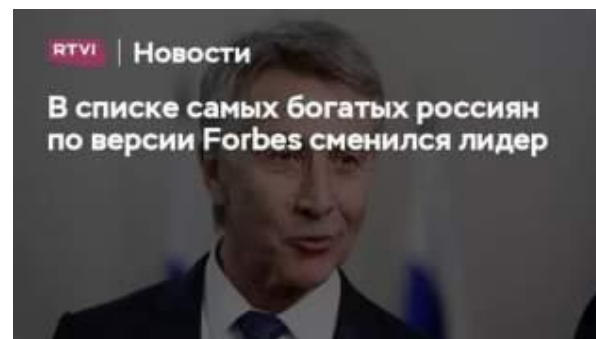 RTVI | Новости
В списке самых богатых россиян
по версии Forbes сменился лидер